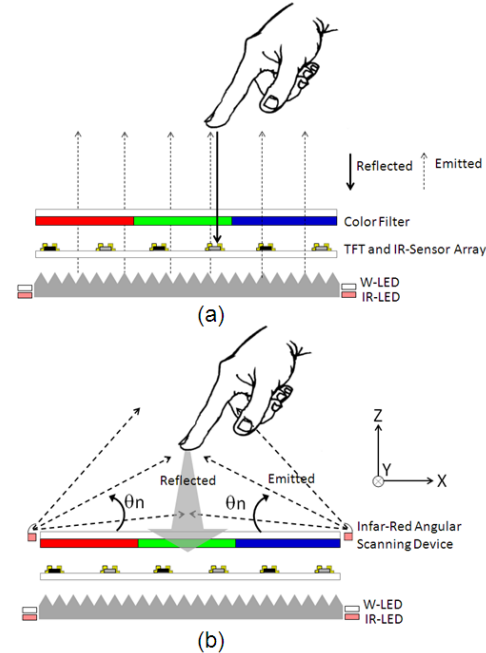 Reflected
Emitted
Color Filter
TFT and IR-Sensor Array
W-LED
IR-LED
(a)
Reflected
Emitted
θn
θn
Z
Y
X
Infar-Red Angular
Scanning Device
W-LED
IR-LED
(b)